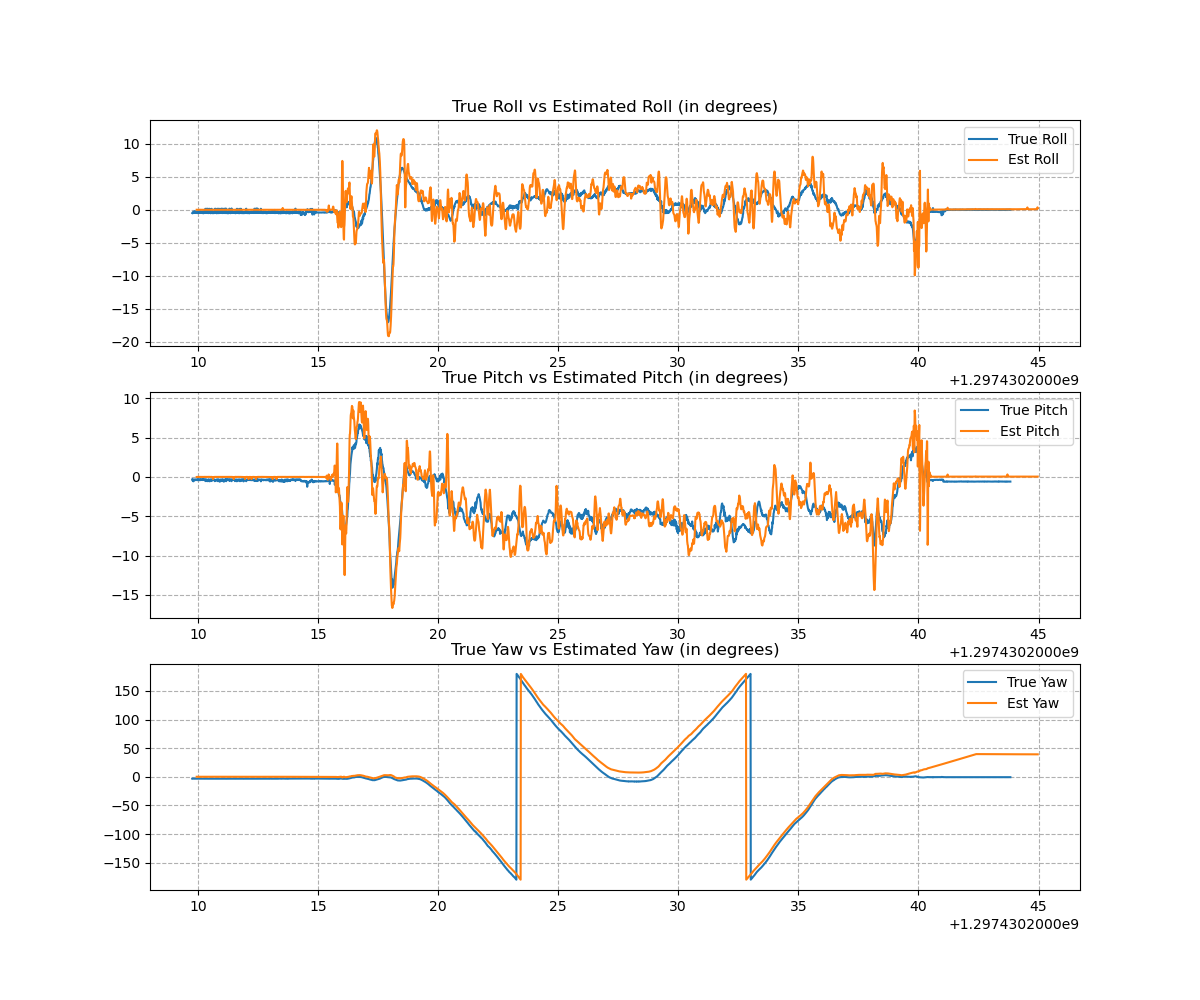 True Roll vs Estimated Roll (in degrees)
10
5
0
−5
−10
−15
−20
True Roll
Est Roll
10 15 20 25 30 35 40 45
+1.2974302000e9
True Pitch vs Estimated Pitch (in degrees)
10
5
0
−5
−10
−15
True Pitch
Est Pitch
10 15 20 25 30 35 40 45
+1.2974302000e9
True Yaw vs Estimated Yaw (in degrees)
150
100
50
0
−50
−100
−150
True Yaw
Est Yaw
10 15 20 25 30 35 40 45
+1.2974302000e9